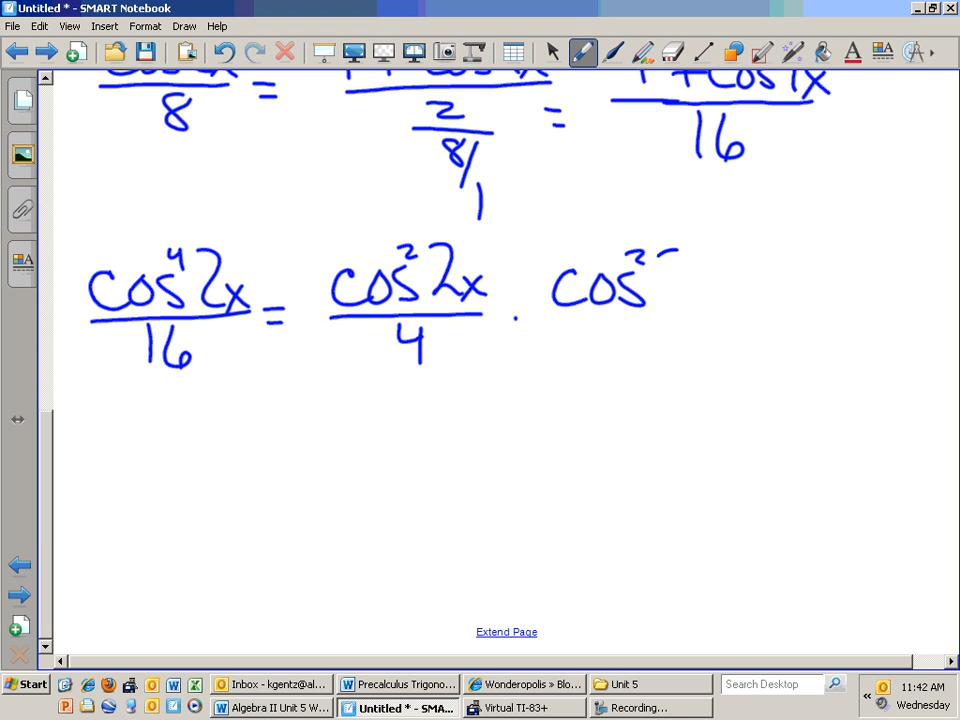 Untitled * - SMART Notebook
File Edit View Insert Format Draw Help
8 = 2 = 16
8/
1
cos⁴2x = cos²2x · cos²
16 4
Extend Page
Start Inbox - kgentz@al... Precalculus Trigono... Wonderopolis » Blo... Unit 5 Search Desktop 11:42 AM
Algebra II Unit 5 W... Untitled * - SMA... Virtual TI-83+ Recording... Wednesday